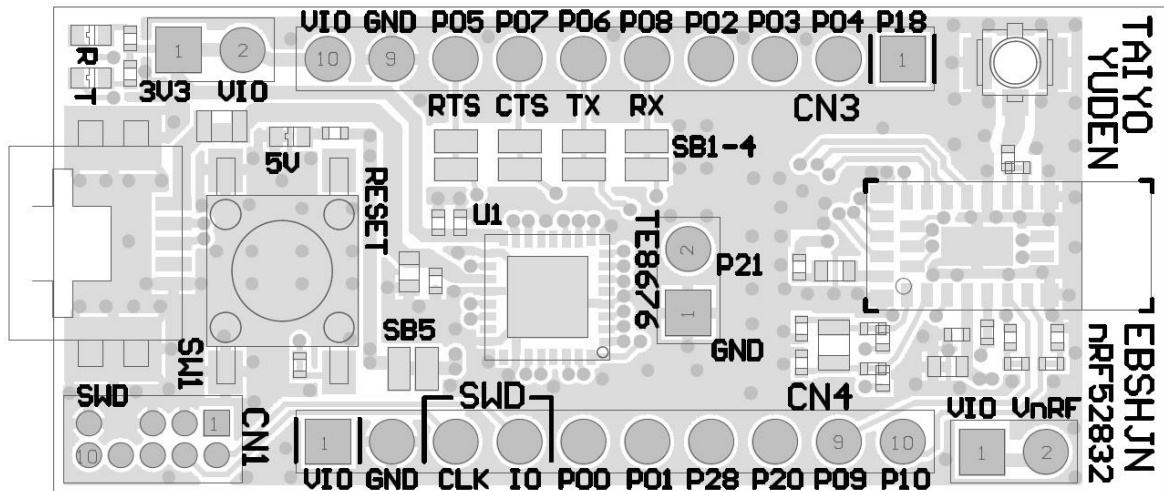 VIO GND P05 P07 P06 P08 P02 P03 P04 P18
1 2 10 9 1
R
T
3V3 VIO
RTS CTS TX RX
CN3
TAIYO
YUDEN
5V
SB1-4
RESET
U1
TE8676
2
P21
1
GND
SB5
SW1
EBSHJN
nRF52832
SWD
CN1
SWD
CN4
VIO VnRF
1
10
1 9 10
1 2
VIO GND CLK IO P00 P01 P28 P20 P09 P10